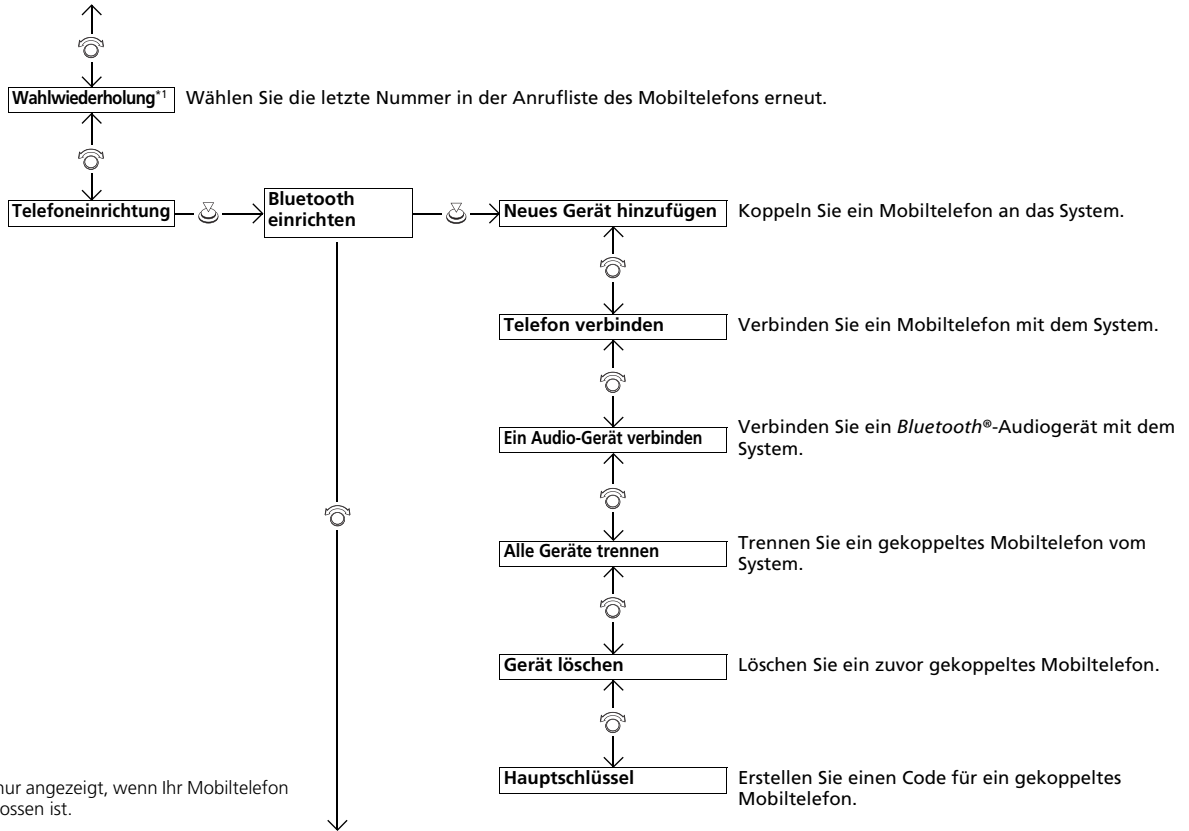 Wahlwiederholung*1 Wählen Sie die letzte Nummer in der Anrufliste des Mobiltelefons erneut.
Telefoneinrichtung
Bluetooth
einrichten
Neues Gerät hinzufügen Koppeln Sie ein Mobiltelefon an das System.
Telefon verbinden Verbinden Sie ein Mobiltelefon mit dem System.
Ein Audio-Gerät verbinden
Verbinden Sie ein Bluetooth®-Audiogerät mit dem
System.
Alle Geräte trennen
Trennen Sie ein gekoppeltes Mobiltelefon vom
System.
Gerät löschen Löschen Sie ein zuvor gekoppeltes Mobiltelefon.
Hauptschlüssel
Erstellen Sie einen Code für ein gekoppeltes
Mobiltelefon.
nur angezeigt, wenn Ihr Mobiltelefon
ist.